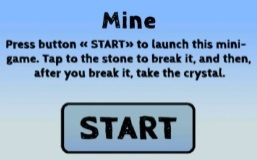 Mine
Press button « START» to launch this mini-
game. Tap to the stone to break it, and then,
after you break it, take the crystal.
START